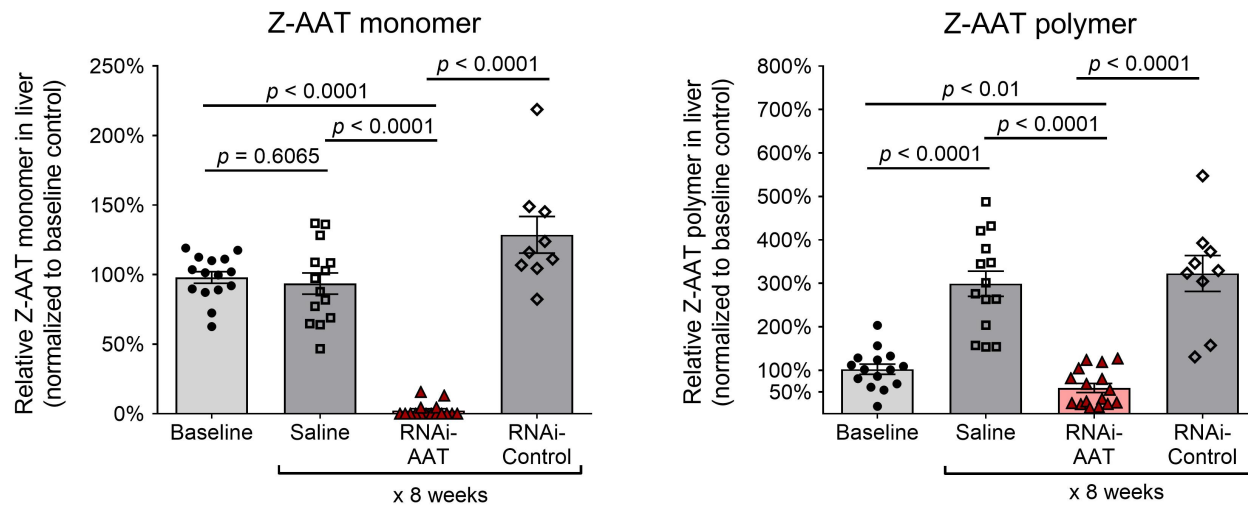 Z-AAT monomer
Relative Z-AAT monomer in liver
(normalized to baseline control)
250%
200%
150%
100%
50%
0%
p < 0.0001
p < 0.0001
p < 0.0001
p = 0.6065
Baseline
Saline
RNAi-
AAT
RNAi-
Control
x 8 weeks
Z-AAT polymer
Relative Z-AAT polymer in liver
(normalized to baseline control)
800%
700%
600%
500%
400%
300%
200%
100%
50%
p < 0.0001
p < 0.01
p < 0.0001
p < 0.0001
Baseline
Saline
RNAi-
AAT
RNAi-
Control
x 8 weeks